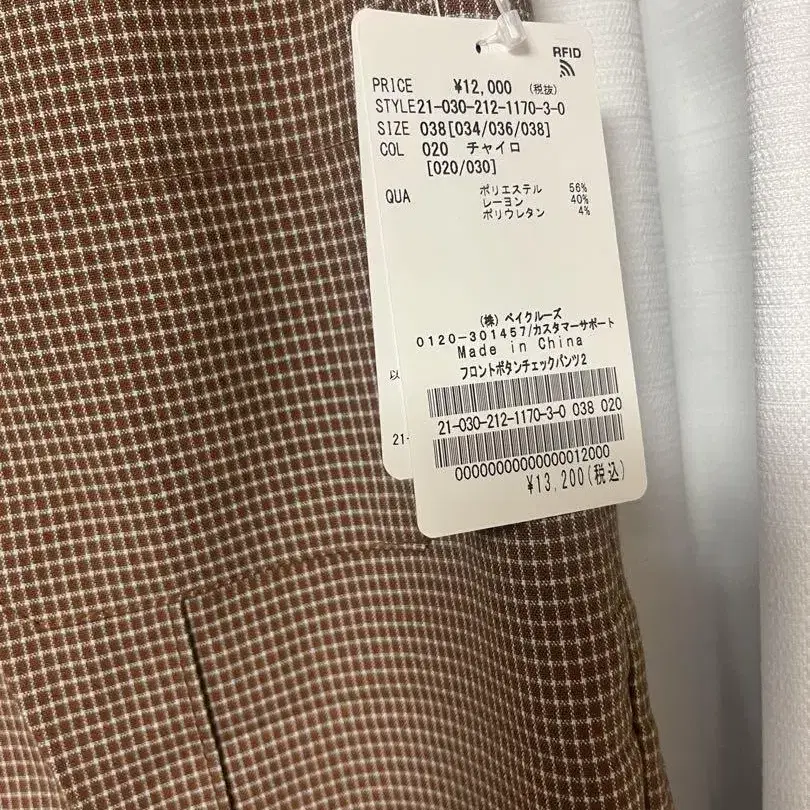 RFID
PRICE ¥12,000 (税抜)
STYLE21-030-212-1170-3-0
SIZE 038[034/036/038]
COL 020 チャイロ
[020/030]
QUA ポリエステル 56%
レーヨン 40%
ポリウレタン 4%
(株) ベイクルーズ
0120-301457/カスタマーサポート
Made in China
フロントボタンチェックパンツ2
21-030-212-1170-3-0 038 020
00000000000000012000
¥13,200(税込)
以
21-